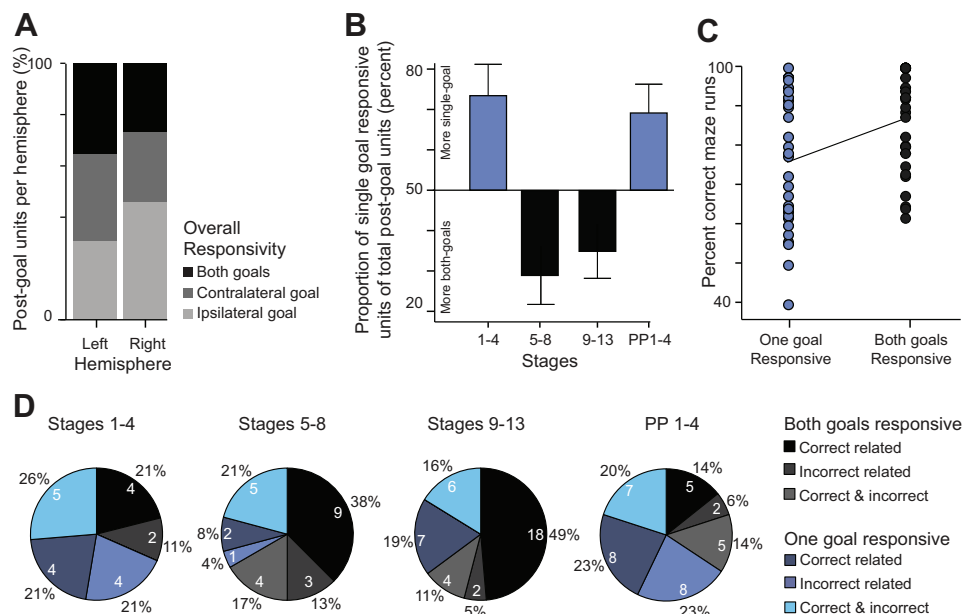 A
Post-goal units per hemisphere (%)
100
0
Left
Right
Hemisphere
Overall
Responsivity
Both goals
Contralateral goal
Ipsilateral goal
B
Proportion of single goal responsive
units of total post-goal units (percent)
More single-goal
More both-goals
80
50
20
1-4
5-8
9-13
PP1-4
Stages
C
Percent correct maze runs
100
40
One goal
Responsive
Both goals
Responsive
D
Stages 1-4
26%
21%
5
4
2
11%
4
4
21%
21%
Stages 5-8
21%
5
9
38%
8%
2
1
4%
4
3
17%
13%
Stages 9-13
16%
6
18
49%
19%
7
4
2
11%
5%
PP 1-4
20%
14%
7
5
6%
2
5
14%
8
8
23%
23%
Both goals responsive
Correct related
Incorrect related
Correct & incorrect
One goal responsive
Correct related
Incorrect related
Correct & incorrect